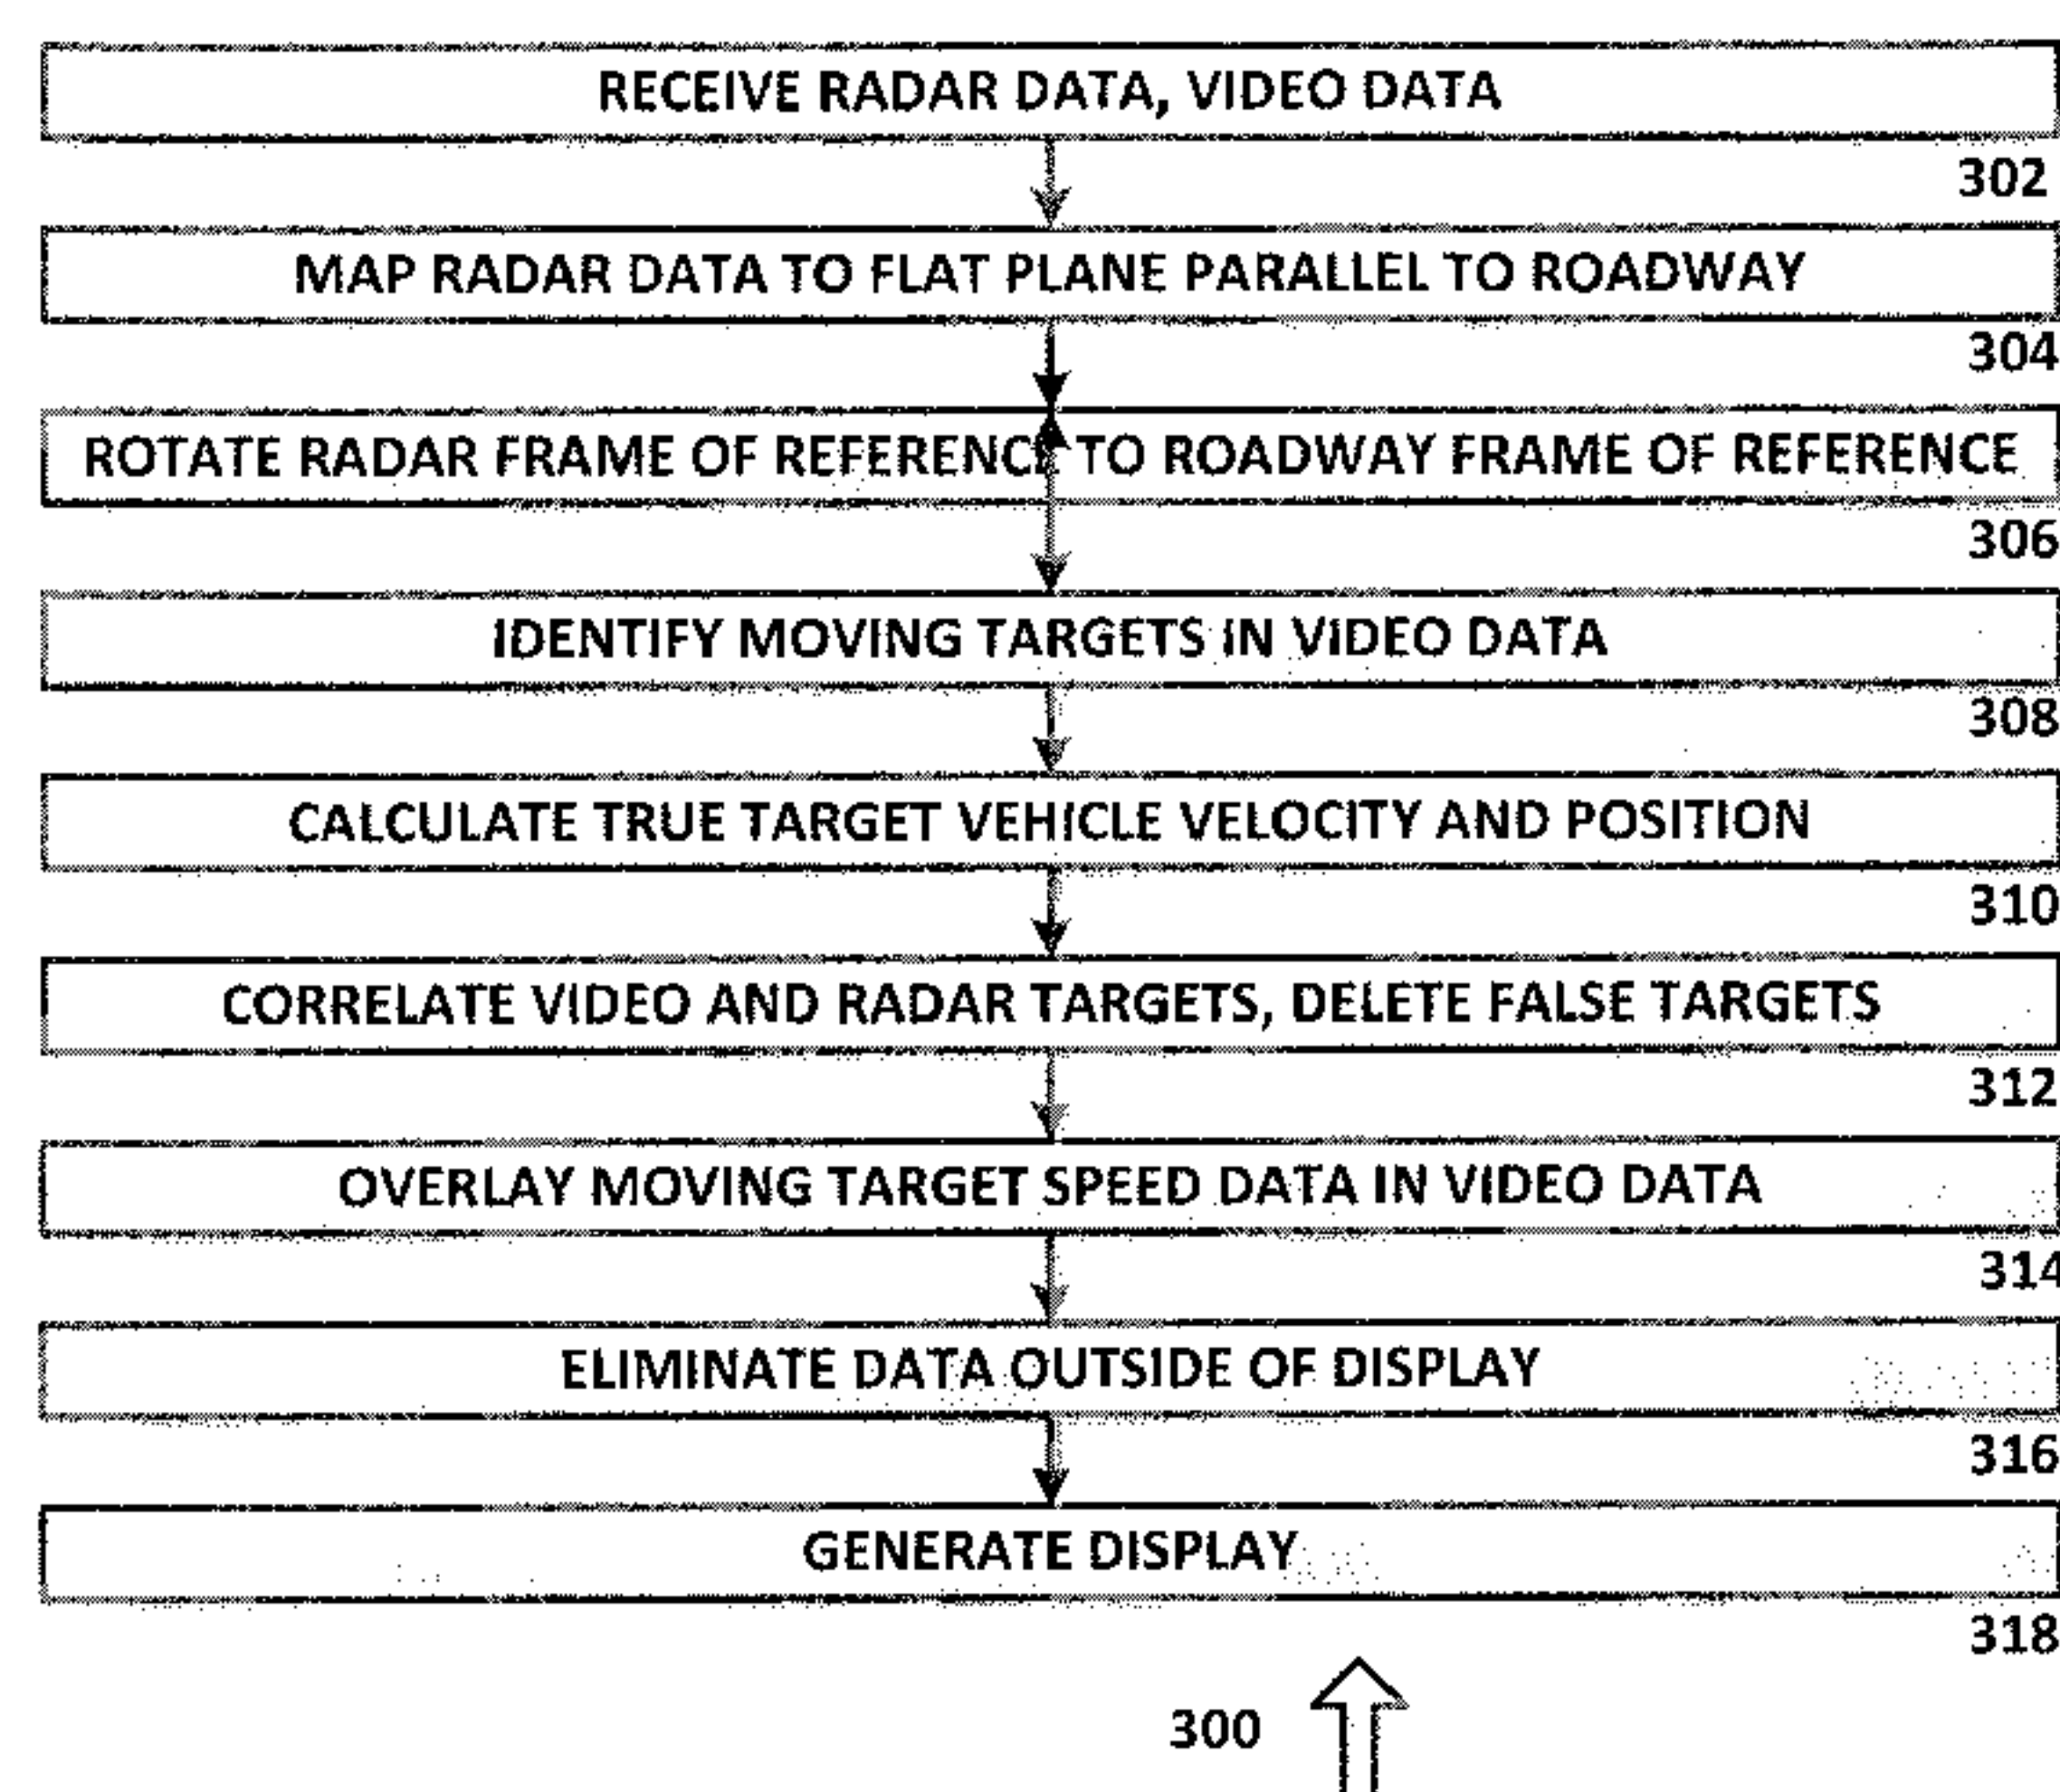 RECEIVE RADAR DATA, VIDEO DATA
302
MAP RADAR DATA TO FLAT PLANE PARALLEL TO ROADWAY
304
ROTATE RADAR FRAME OF REFERENCE TO ROADWAY FRAME OF REFERENCE
306
IDENTIFY MOVING TARGETS IN VIDEO DATA
308
CALCULATE TRUE TARGET VEHICLE VELOCITY AND POSITION
310
CORRELATE VIDEO AND RADAR TARGETS, DELETE FALSE TARGETS
312
OVERLAY MOVING TARGET SPEED DATA IN VIDEO DATA
314
ELIMINATE DATA OUTSIDE OF DISPLAY
316
GENERATE DISPLAY
318
300